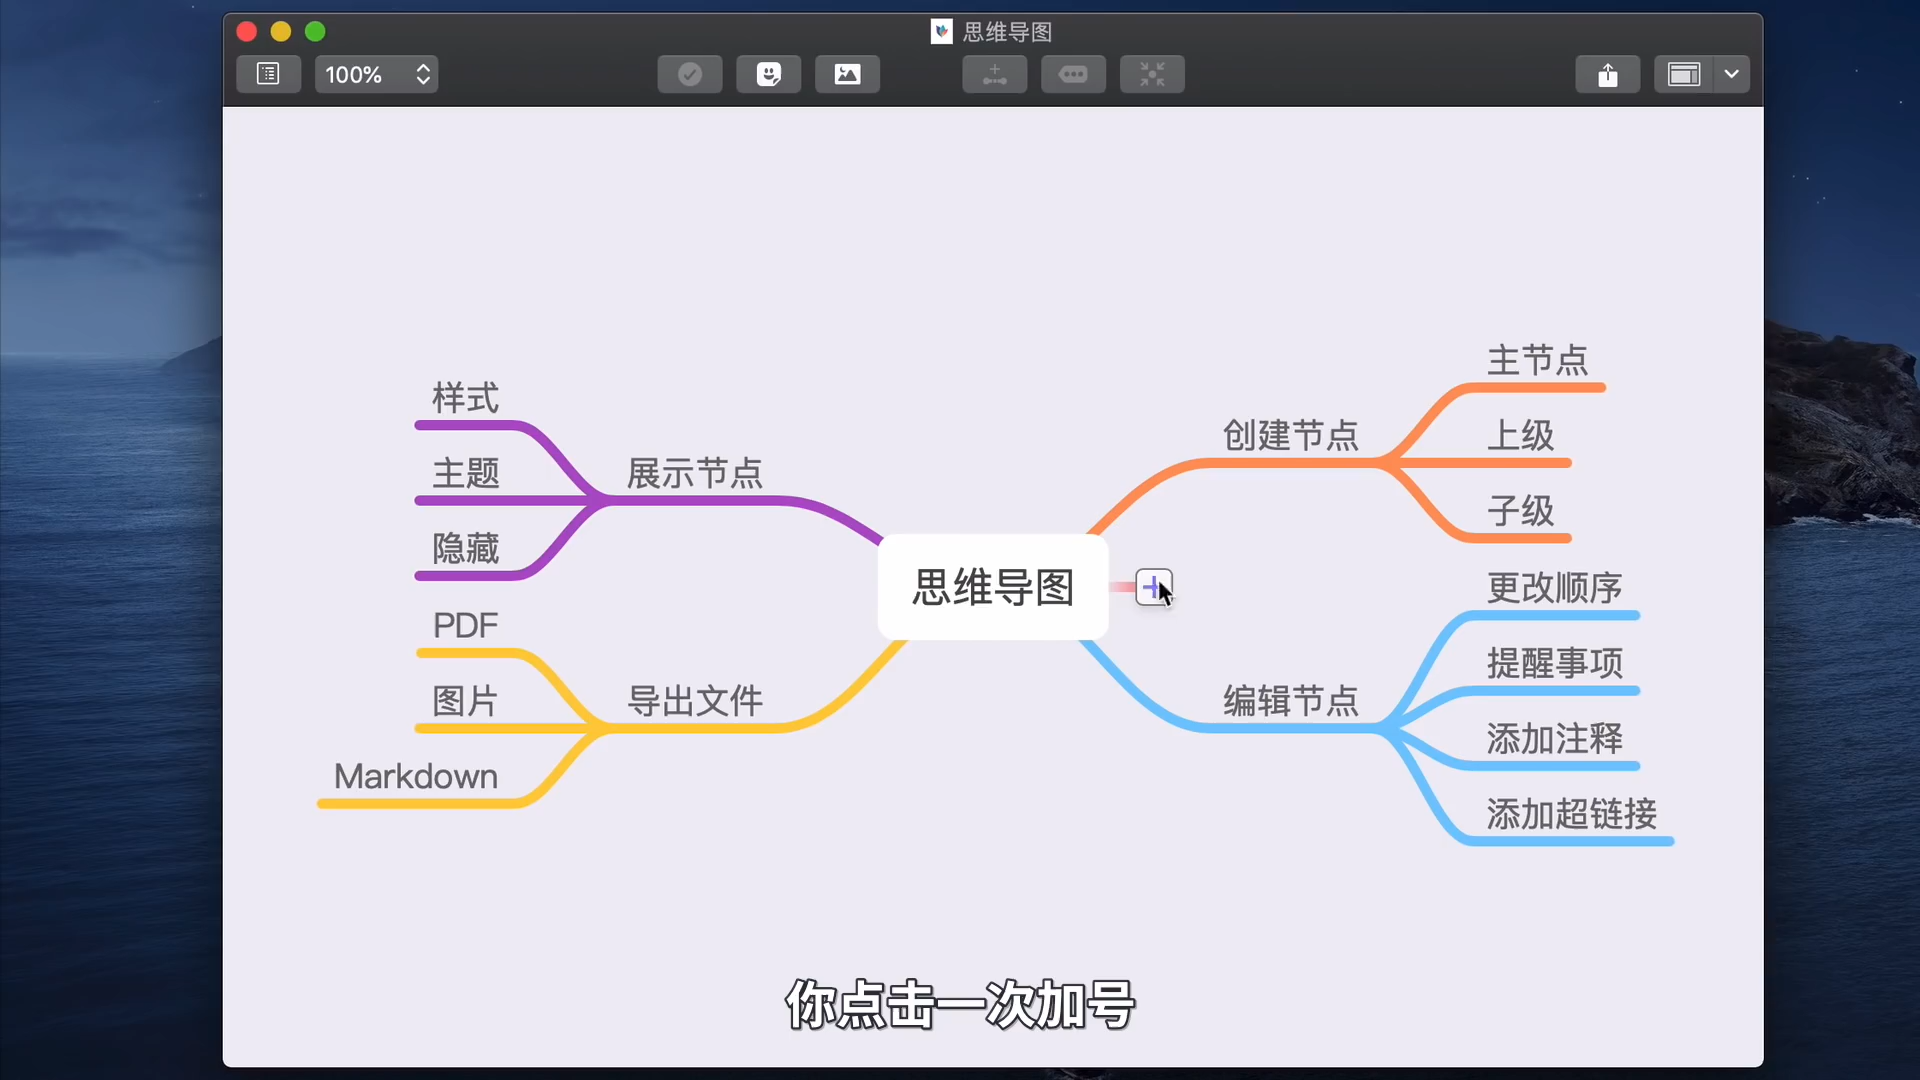 思维导图
100%
样式
主题
隐藏
展示节点
PDF
图片
Markdown
导出文件
思维导图
创建节点
主节点
上级
子级
编辑节点
更改顺序
提醒事项
添加注释
添加超链接
你点击一次加号